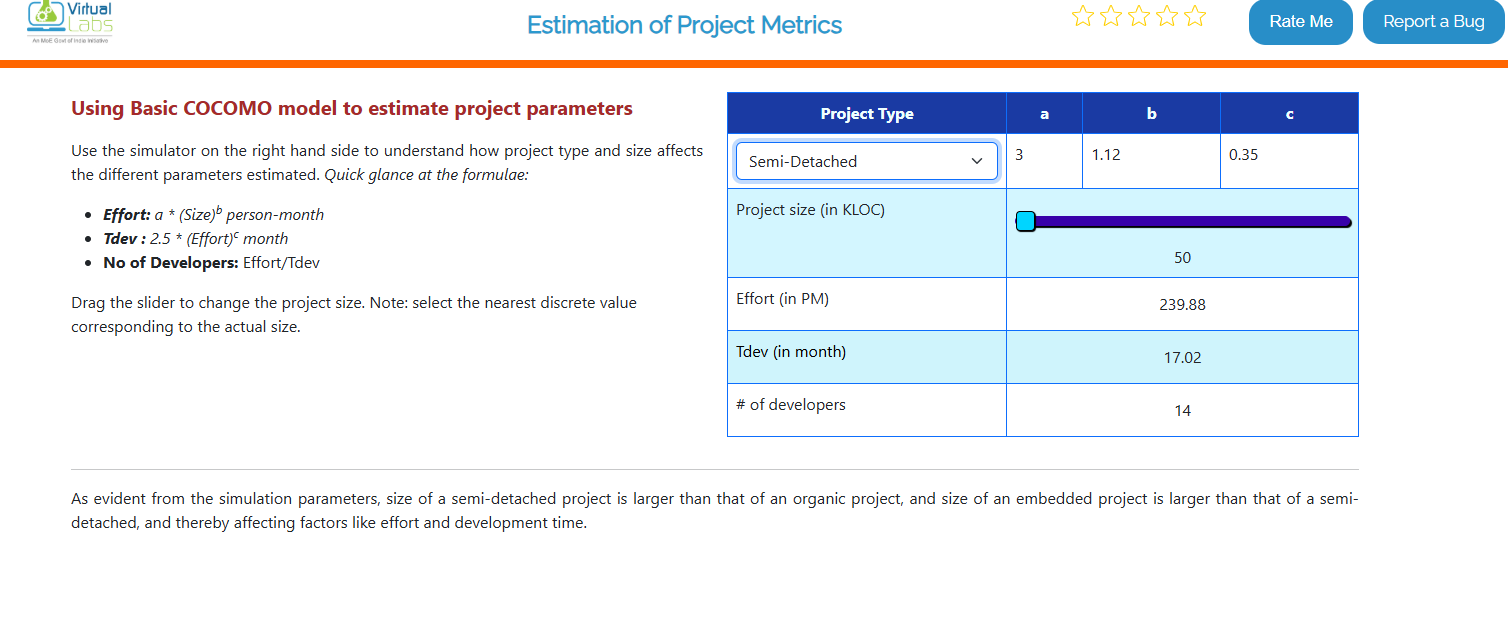 Virtual
Labs
An MoE Govt of India Initiative
Estimation of Project Metrics
Rate Me
Report a Bug
Using Basic COCOMO model to estimate project parameters
Use the simulator on the right hand side to understand how project type and size affects
the different parameters estimated. Quick glance at the formulae:
• Effort: a * (Size)^b person-month
• Tdev : 2.5 * (Effort)^c month
• No of Developers: Effort/Tdev
Drag the slider to change the project size. Note: select the nearest discrete value
corresponding to the actual size.
Project Type a b c
Semi-Detached 3 1.12 0.35
Project size (in KLOC)
50
Effort (in PM) 239.88
Tdev (in month) 17.02
# of developers 14
As evident from the simulation parameters, size of a semi-detached project is larger than that of an organic project, and size of an embedded project is larger than that of a semi-
detached, and thereby affecting factors like effort and development time.